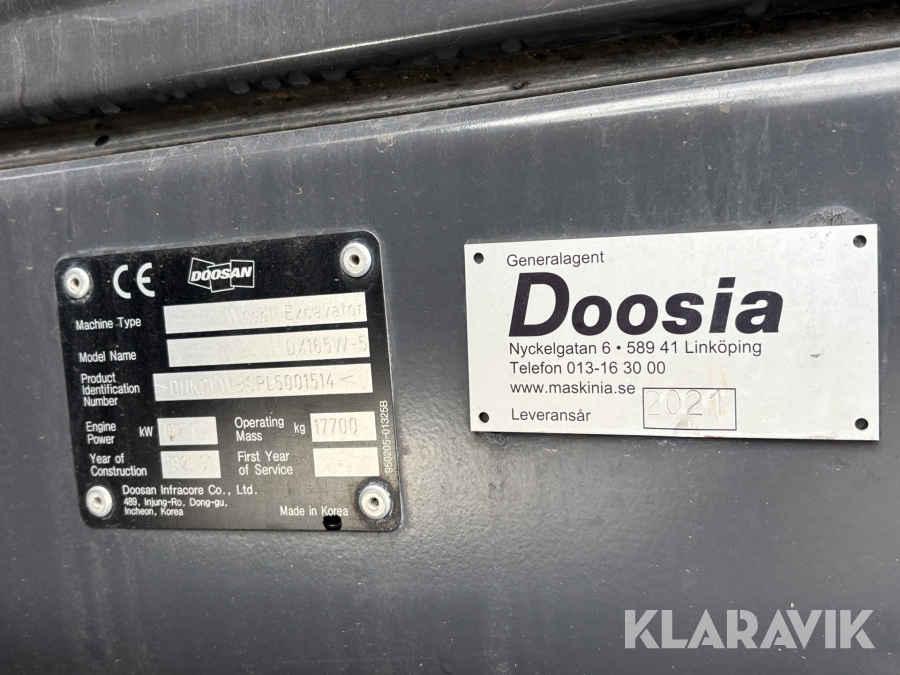 CE DOOSAN
Machine Type Wheel Excavator
Model Name DX165W-5
Product
Identification PL5001514
Number
Engine
Power kW
Operating
Mass kg 17700
Year of
Construction
First Year
of Service
Doosan Infracore Co., Ltd.
489, Injung-Ro, Dong-gu,
Incheon, Korea
Made in Korea
950205-01325B
Generalagent
Doosia
Nyckelgatan 6 • 589 41 Linköping
Telefon 013-16 30 00
www.maskinia.se
Leveransår 2021
KLARAVIK